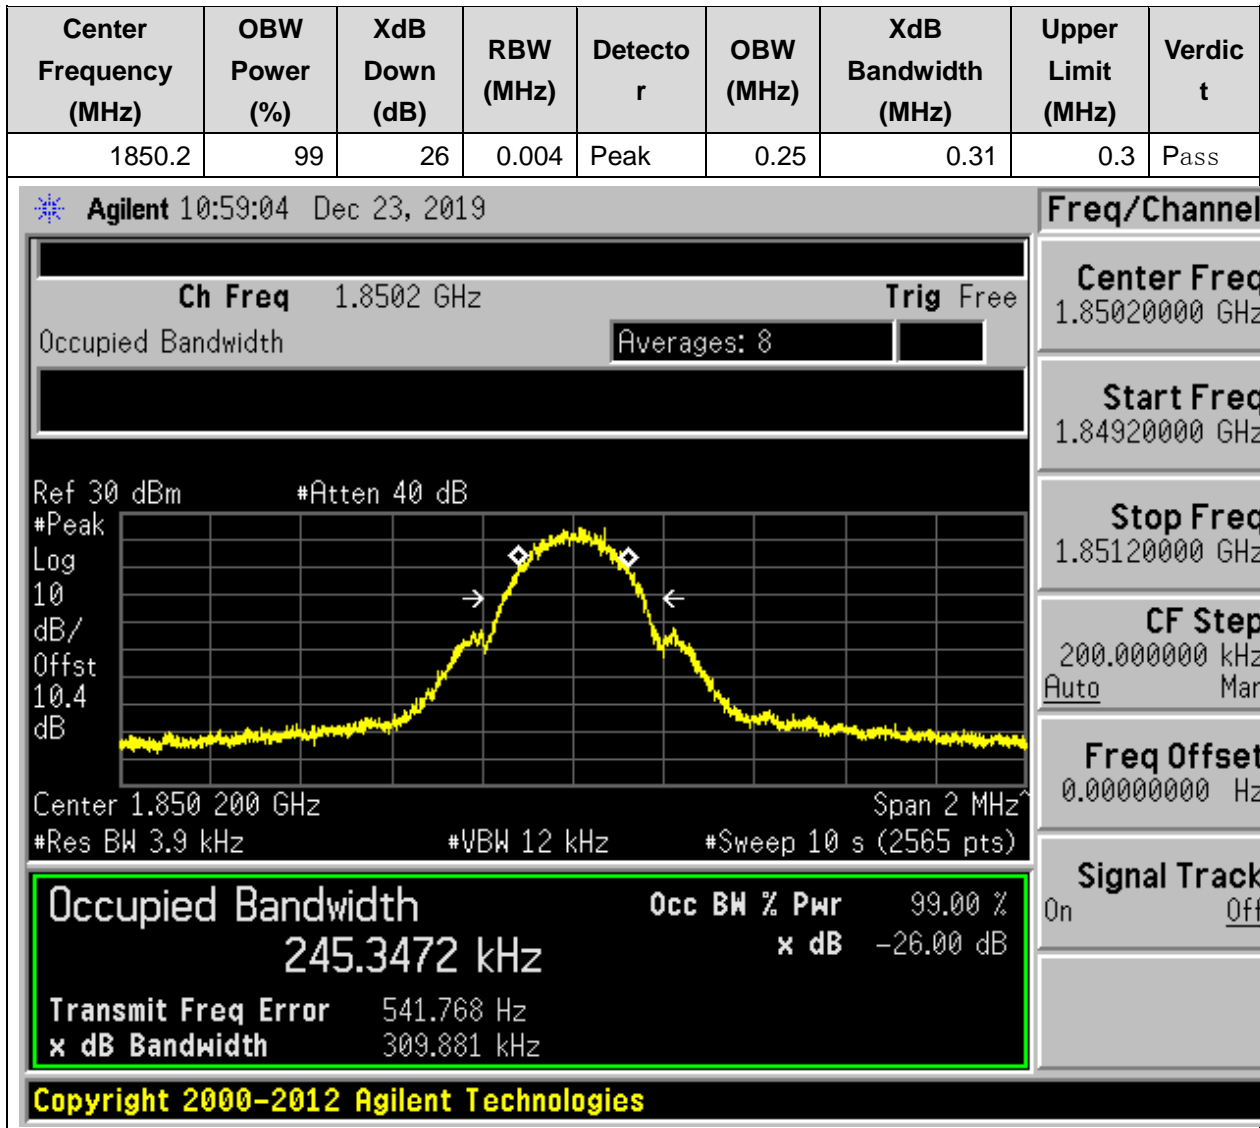 Center Frequency (MHz) OBW Power (%) XdB Down (dB) RBW (MHz) Detecto r OBW (MHz) XdB Bandwidth (MHz) Upper Limit (MHz) Verdic t
1850.2 99 26 0.004 Peak 0.25 0.31 0.3 Pass
Agilent 10:59:04 Dec 23, 2019
Freq/Channel
Ch Freq 1.8502 GHz Trig Free
Occupied Bandwidth Averages: 8
Center Freq
1.85020000 GHz
Start Freq
1.84920000 GHz
Stop Freq
1.85120000 GHz
CF Step
200.000000 kHz
Auto Man
Freq Offset
0.00000000 Hz
Signal Track
On Off
Ref 30 dBm #Atten 40 dB
#Peak
Log
10
dB/
Offst
10.4
dB
Center 1.850 200 GHz Span 2 MHz^
#Res BW 3.9 kHz #VBW 12 kHz #Sweep 10 s (2565 pts)
Occupied Bandwidth Occ BW % Pwr 99.00 %
245.3472 kHz x dB -26.00 dB
Transmit Freq Error 541.768 Hz
x dB Bandwidth 309.881 kHz
Copyright 2000-2012 Agilent Technologies